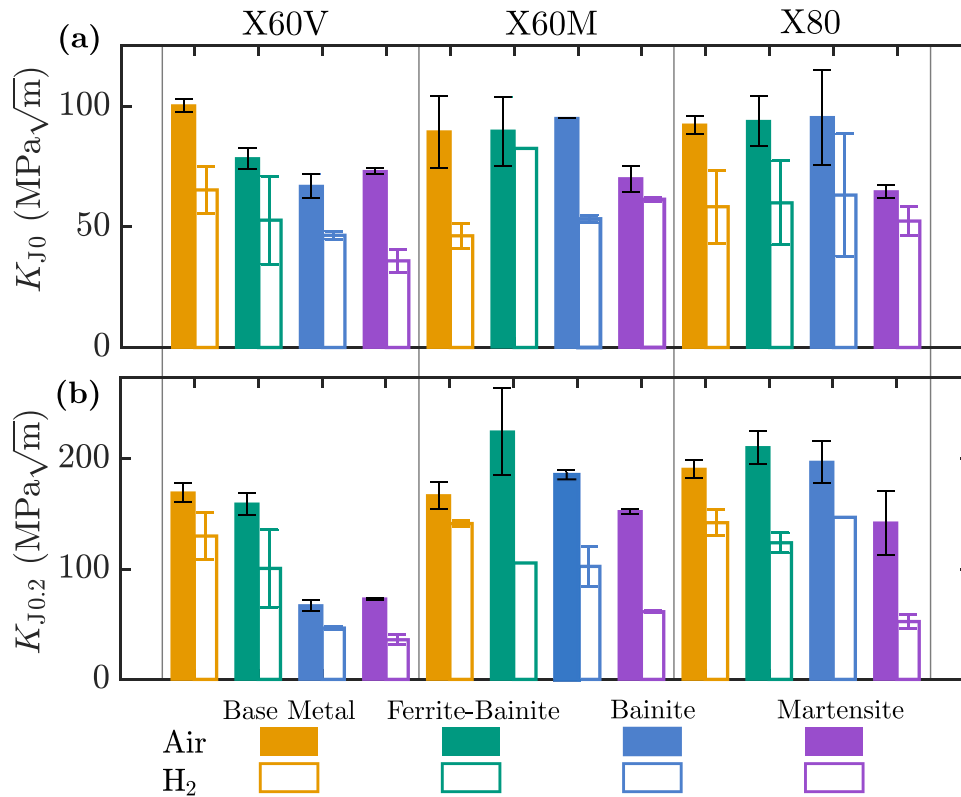 X60V X60M X80
(a)
100
50
0
K_J0 (MPa√m)
(b)
200
100
0
K_J0.2 (MPa√m)
Base Metal Ferrite-Bainite Bainite Martensite
Air
H₂